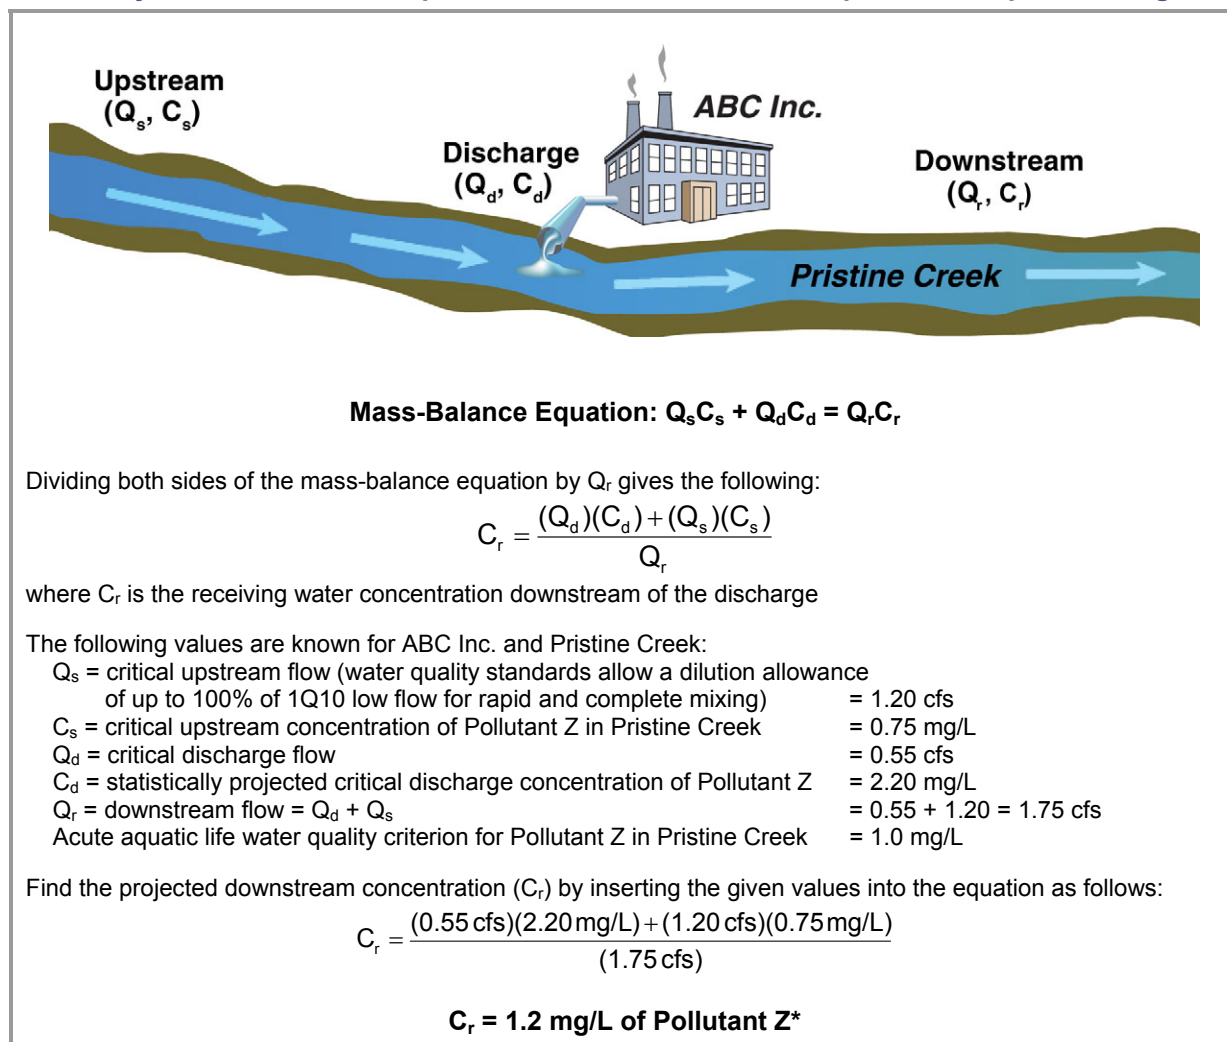 Upstream
(Qs, Cs)
ABC Inc.
Discharge
(Qd, Cd)
Downstream
(Qr, Cr)
Pristine Creek
Mass-Balance Equation: QsCs + QdCd = QrCr
Dividing both sides of the mass-balance equation by Qr gives the following:
Cr = ((Qd)(Cd) + (Qs)(Cs)) / Qr
where Cr is the receiving water concentration downstream of the discharge
The following values are known for ABC Inc. and Pristine Creek:
Qs = critical upstream flow (water quality standards allow a dilution allowance
of up to 100% of 1Q10 low flow for rapid and complete mixing) = 1.20 cfs
Cs = critical upstream concentration of Pollutant Z in Pristine Creek = 0.75 mg/L
Qd = critical discharge flow = 0.55 cfs
Cd = statistically projected critical discharge concentration of Pollutant Z = 2.20 mg/L
Qr = downstream flow = Qd + Qs = 0.55 + 1.20 = 1.75 cfs
Acute aquatic life water quality criterion for Pollutant Z in Pristine Creek = 1.0 mg/L
Find the projected downstream concentration (Cr) by inserting the given values into the equation as follows:
Cr = ((0.55 cfs)(2.20 mg/L) + (1.20 cfs)(0.75 mg/L)) / (1.75 cfs)
Cr = 1.2 mg/L of Pollutant Z*